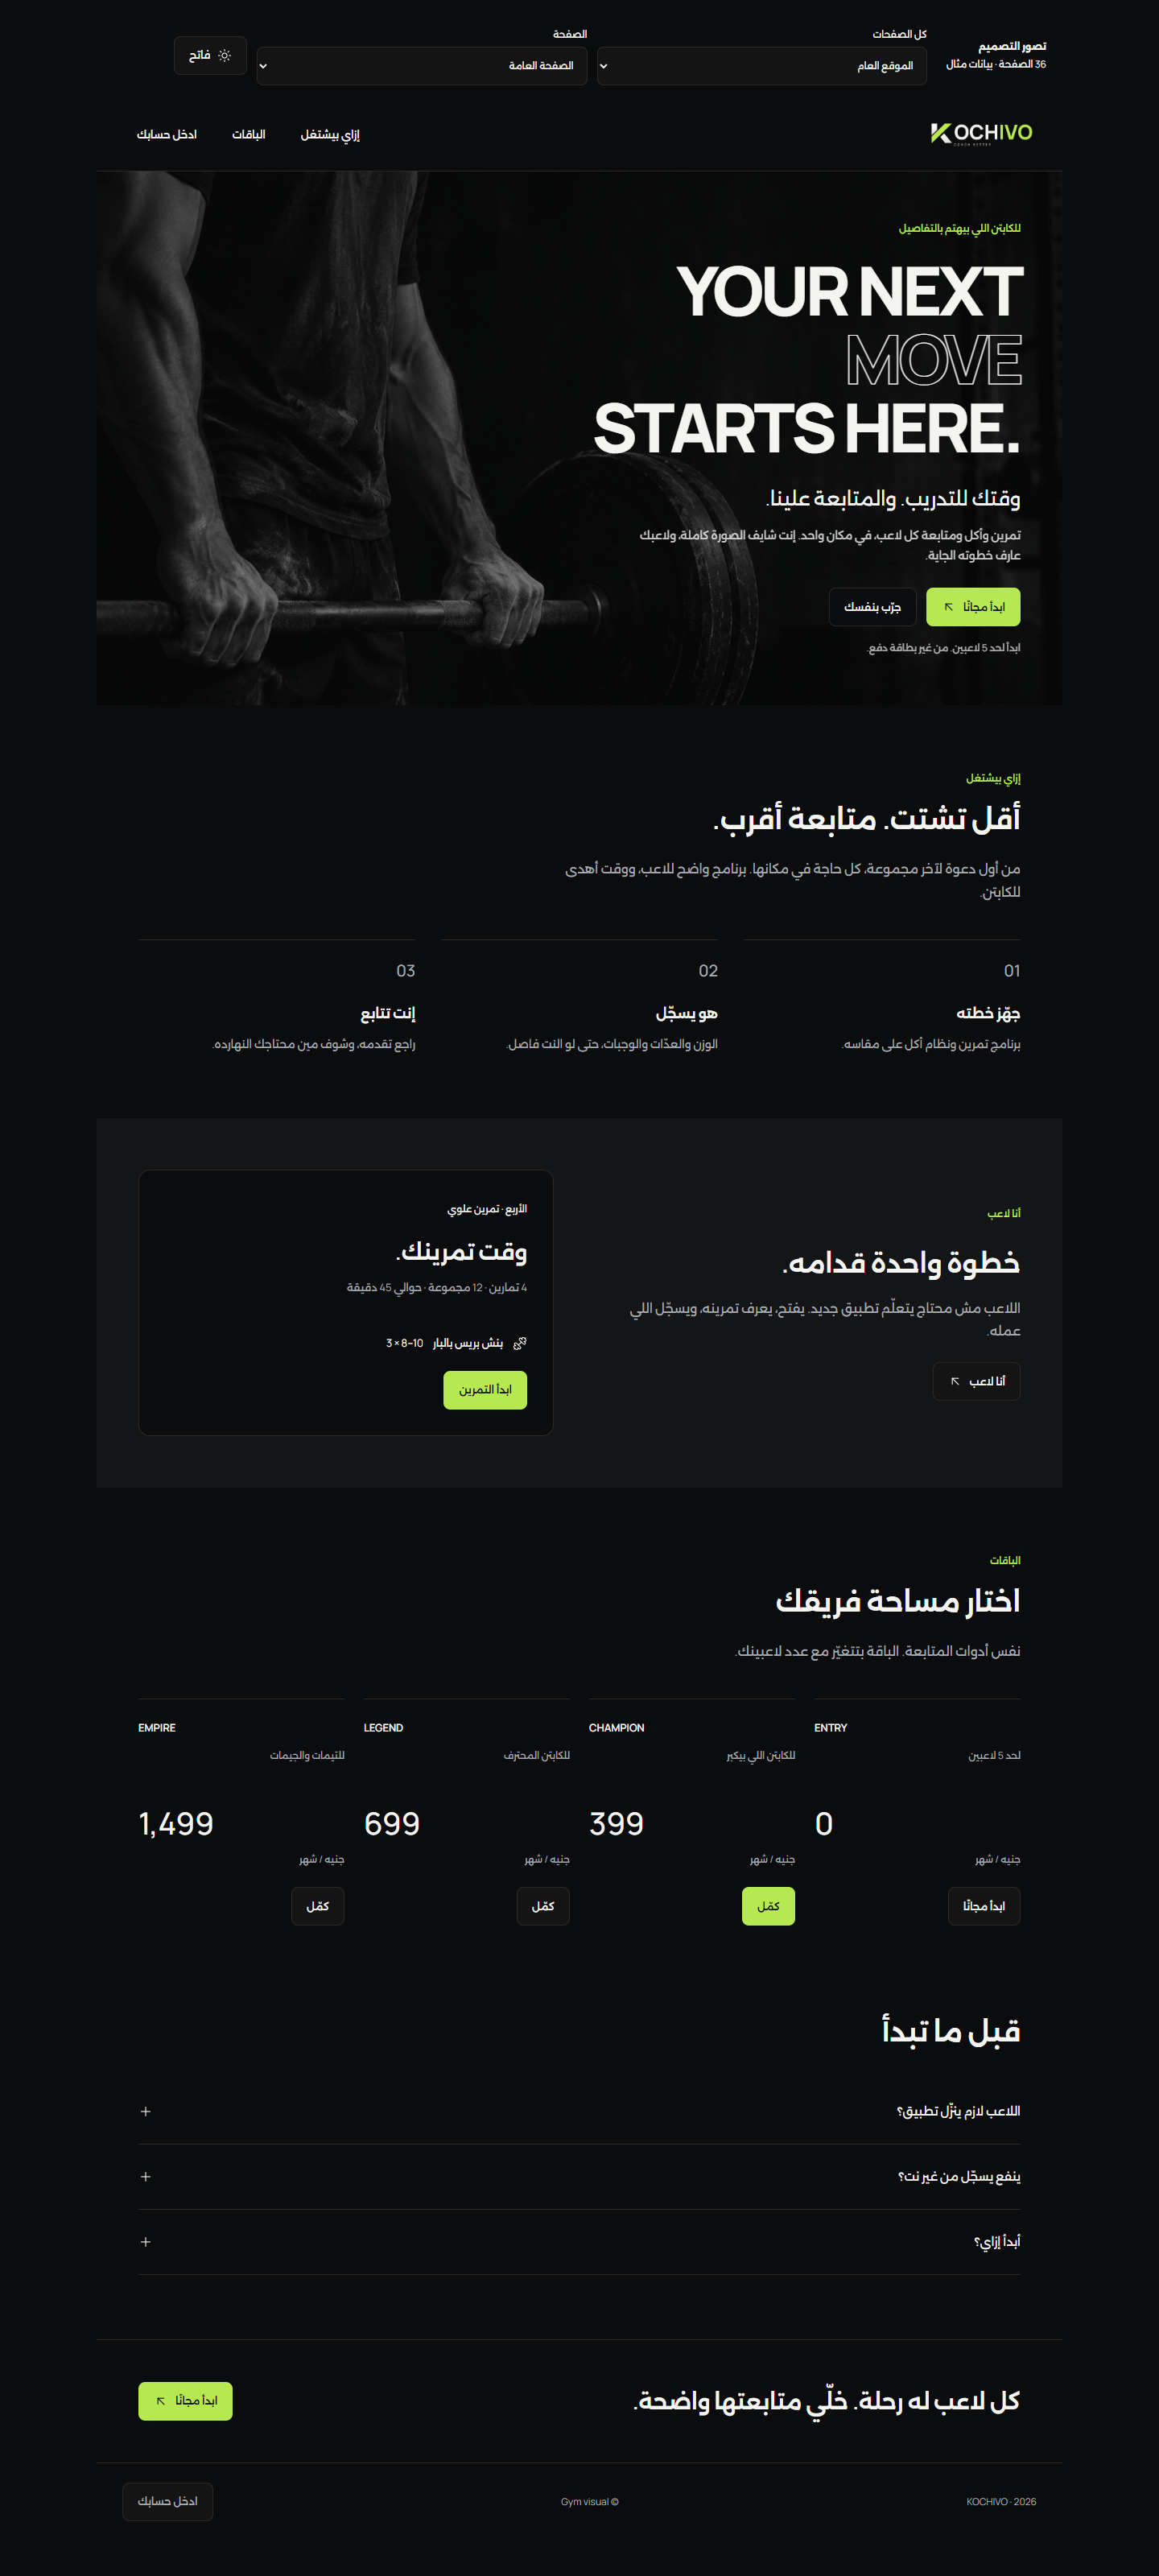 تصور التصميم
36 الصفحة · بيانات مثال
كل الصفحات
الموقع العام
الصفحة
الصفحة العامة
فاتح
KOCHIVO
COACH BETTER
إزاي بيشتغل
الباقات
ادخل حسابك
للكابتن اللي بيهتم بالتفاصيل
YOUR NEXT
MOVE
STARTS HERE.
وقتك للتدريب. والمتابعة علينا.
تمرين وأكل ومتابعة كل لاعب، في مكان واحد. إنت شايف الصورة كاملة، ولاعبك
عارف خطوته الجاية.
ابدأ مجانًا
جرّب بنفسك
ابدأ لحد 5 لاعبين. من غير بطاقة دفع.
إزاي بيشتغل
أقل تشتت. متابعة أقرب.
من أول دعوة لآخر مجموعة، كل حاجة في مكانها. برنامج واضح للاعب، ووقت أهدى
للكابتن.
01
جهّز خطته
برنامج تمرين ونظام أكل على مقاسه.
02
هو يسجّل
الوزن والعدّات والوجبات، حتى لو النت فاصل.
03
إنت تتابع
راجع تقدمه، وشوف مين محتاجك النهارده.
أنا لاعب
خطوة واحدة قدامه.
اللاعب مش محتاج يتعلّم تطبيق جديد. يفتح، يعرف تمرينه، ويسجّل اللي
عمله.
أنا لاعب
الأربع · تمرين علوي
وقت تمرينك.
4 تمارين · 12 مجموعة · حوالي 45 دقيقة
بنش بريس بالبار 3 × 8–10
ابدأ التمرين
الباقات
اختار مساحة فريقك
نفس أدوات المتابعة. الباقة بتتغيّر مع عدد لاعبينك.
ENTRY
لحد 5 لاعبين
0
جنيه / شهر
ابدأ مجانًا
CHAMPION
للكابتن اللي بيكبر
399
جنيه / شهر
كمّل
LEGEND
للكابتن المحترف
699
جنيه / شهر
كمّل
EMPIRE
للتيمات والجيمات
1,499
جنيه / شهر
كمّل
قبل ما تبدأ
اللاعب لازم ينزّل تطبيق؟
ينفع يسجّل من غير نت؟
أبدأ إزاي؟
كل لاعب له رحلة. خلّي متابعتها واضحة.
ابدأ مجانًا
KOCHIVO · 2026
Gym visual ©
ادخل حسابك